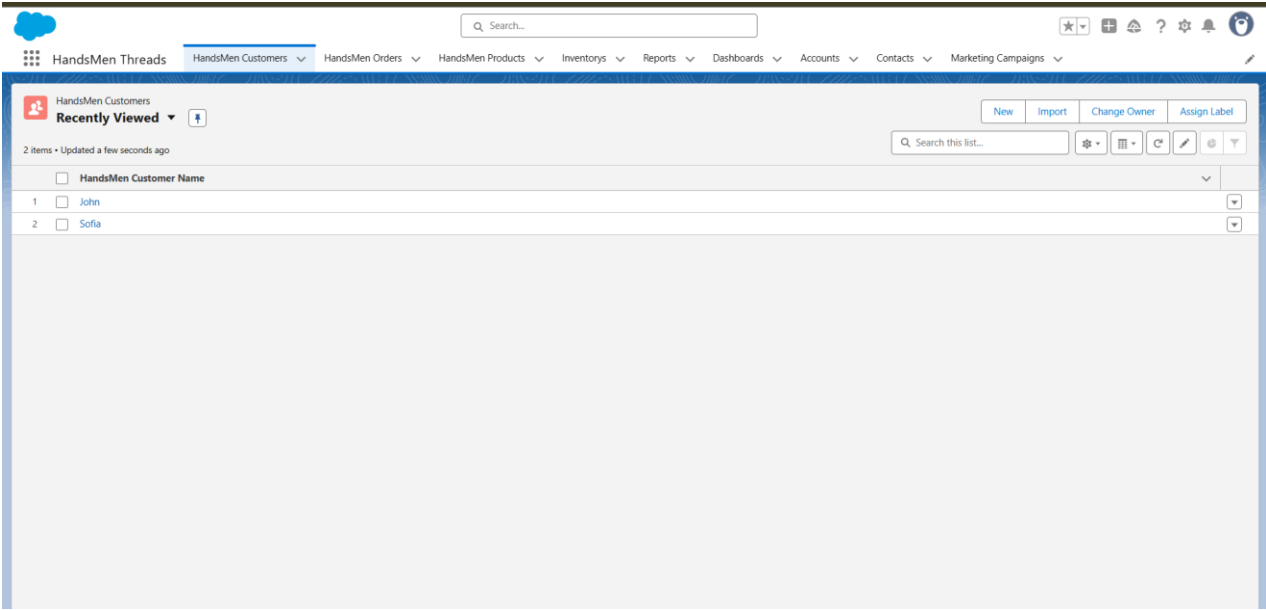 Search...
HandsMen Threads HandsMen Customers HandsMen Orders HandsMen Products Inventorys Reports Dashboards Accounts Contacts Marketing Campaigns
HandsMen Customers
Recently Viewed
New Import Change Owner Assign Label
2 items • Updated a few seconds ago
Search this list...
HandsMen Customer Name
1 John
2 Sofia